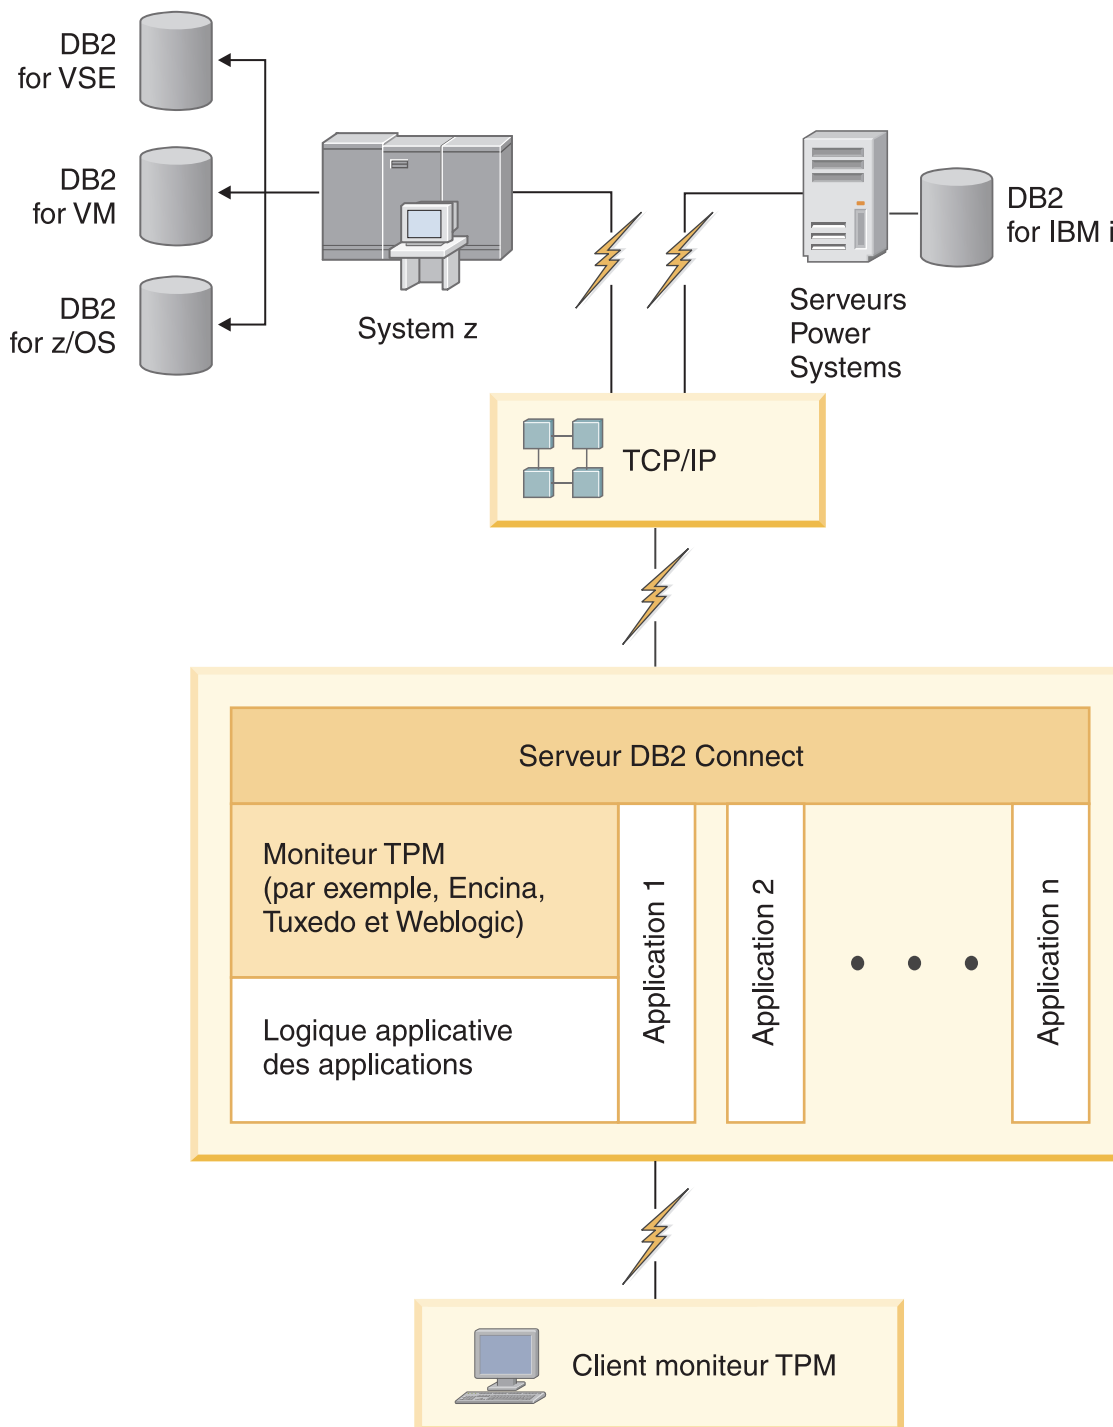 DB2
for VSE
DB2
for VM
DB2
for z/OS
System z
DB2
for IBM i
Serveurs
Power
Systems
TCP/IP
Serveur DB2 Connect
Moniteur TPM
(par exemple, Encina,
Tuxedo et Weblogic)
Logique applicative
des applications
Application 1
Application 2
Application n
Client moniteur TPM